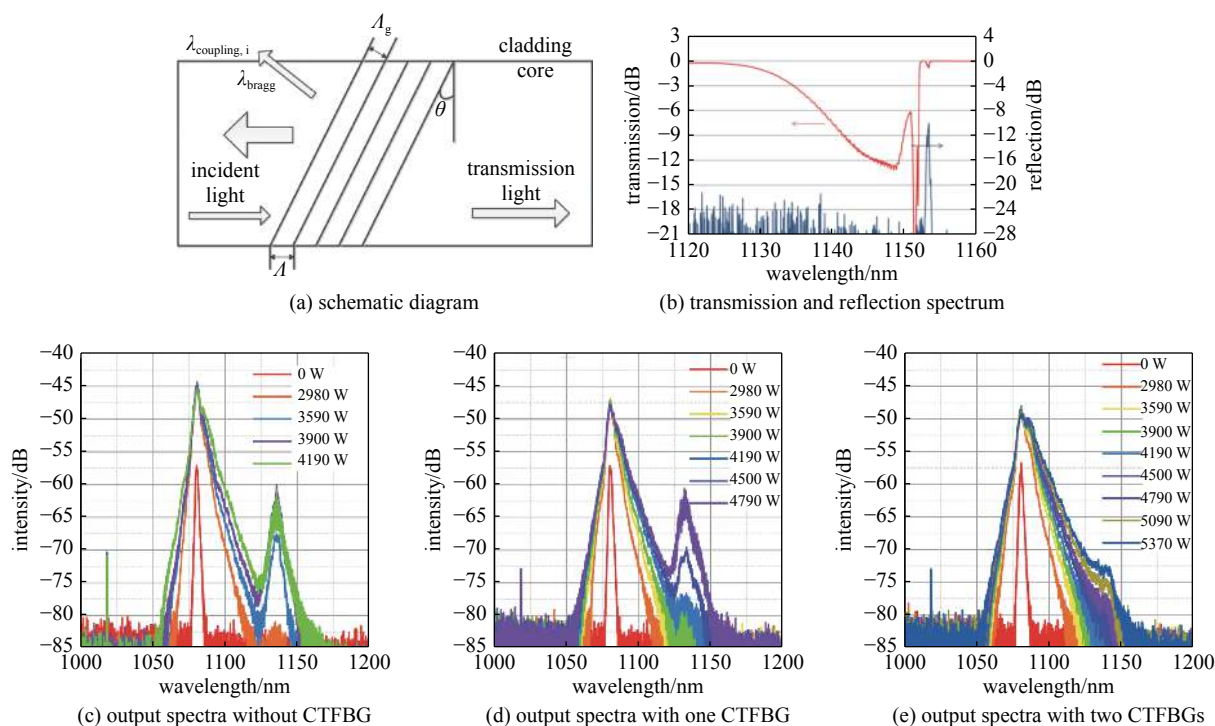 Λg
λcoupling, i
λbragg
cladding
core
θ
incident
light
transmission
light
Λ
(a) schematic diagram
transmission/dB
3
0
−3
−6
−9
−12
−15
−18
−21
4
0
−4
−8
−12
−16
−20
−24
−28
reflection/dB
1120 1130 1140 1150 1160
wavelength/nm
(b) transmission and reflection spectrum
intensity/dB
−40
−45
−50
−55
−60
−65
−70
−75
−80
−85
0 W
2980 W
3590 W
3900 W
4190 W
1000 1050 1100 1150 1200
wavelength/nm
(c) output spectra without CTFBG
intensity/dB
−40
−45
−50
−55
−60
−65
−70
−75
−80
−85
0 W
2980 W
3590 W
3900 W
4190 W
4500 W
4790 W
1000 1050 1100 1150 1200
wavelength/nm
(d) output spectra with one CTFBG
intensity/dB
−40
−45
−50
−55
−60
−65
−70
−75
−80
−85
0 W
2980 W
3590 W
3900 W
4190 W
4500 W
4790 W
5090 W
5370 W
1000 1050 1100 1150 1200
wavelength/nm
(e) output spectra with two CTFBGs